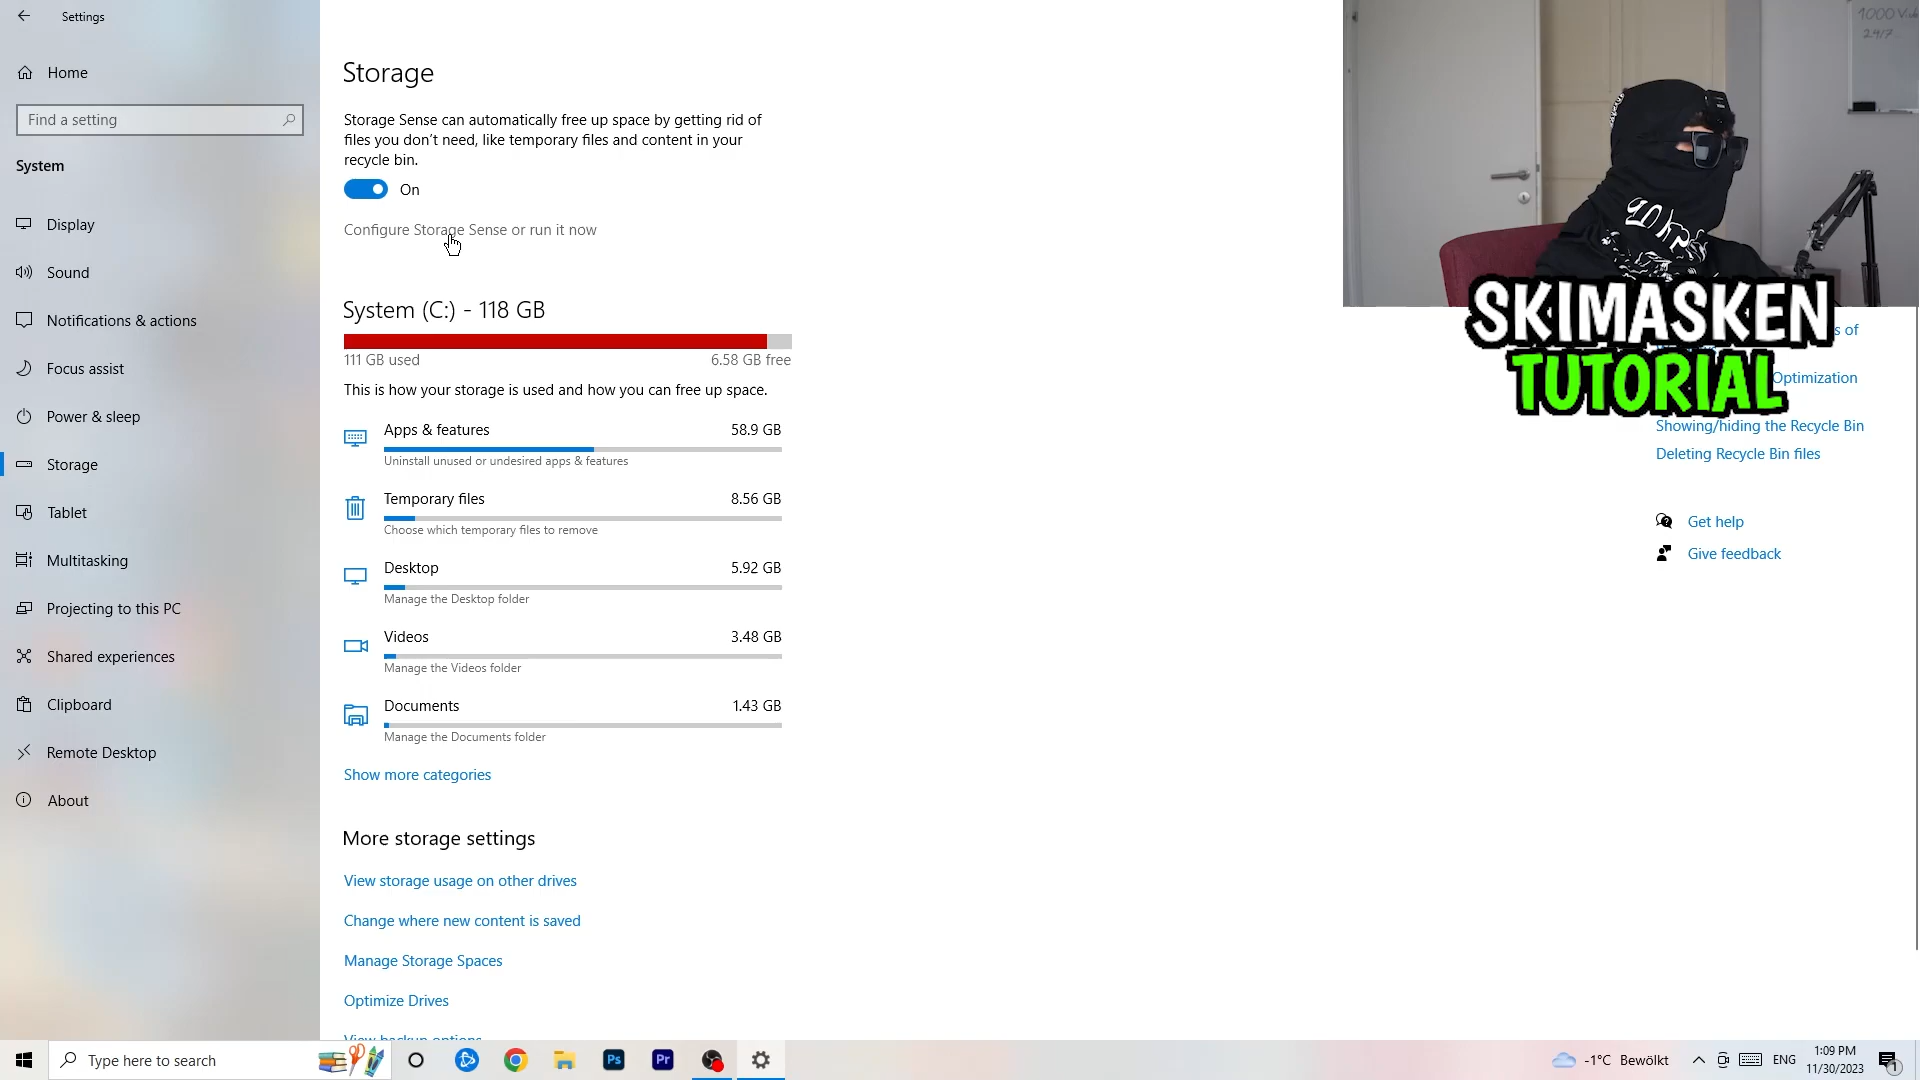 Settings
Home
Find a setting
System
Display
Sound
Notifications & actions
Focus assist
Power & sleep
Storage
Tablet
Multitasking
Projecting to this PC
Shared experiences
Clipboard
Remote Desktop
About
Storage
Storage Sense can automatically free up space by getting rid of
files you don't need, like temporary files and content in your
recycle bin.
On
Configure Storage Sense or run it now
System (C:) - 118 GB
111 GB used
6.58 GB free
This is how your storage is used and how you can free up space.
Apps & features
58.9 GB
Uninstall unused or undesired apps & features
Temporary files
8.56 GB
Choose which temporary files to remove
Desktop
5.92 GB
Manage the Desktop folder
Videos
3.48 GB
Manage the Videos folder
Documents
1.43 GB
Manage the Documents folder
Show more categories
More storage settings
View storage usage on other drives
Change where new content is saved
Manage Storage Spaces
Optimize Drives
View backup options
24/7
SKIMASKEN
TUTORIAL
of
Optimization
Showing/hiding the Recycle Bin
Deleting Recycle Bin files
Get help
Give feedback
Type here to search
Ps
Pr
-1°C Bewölkt
ENG
1:09 PM
11/30/2023
1